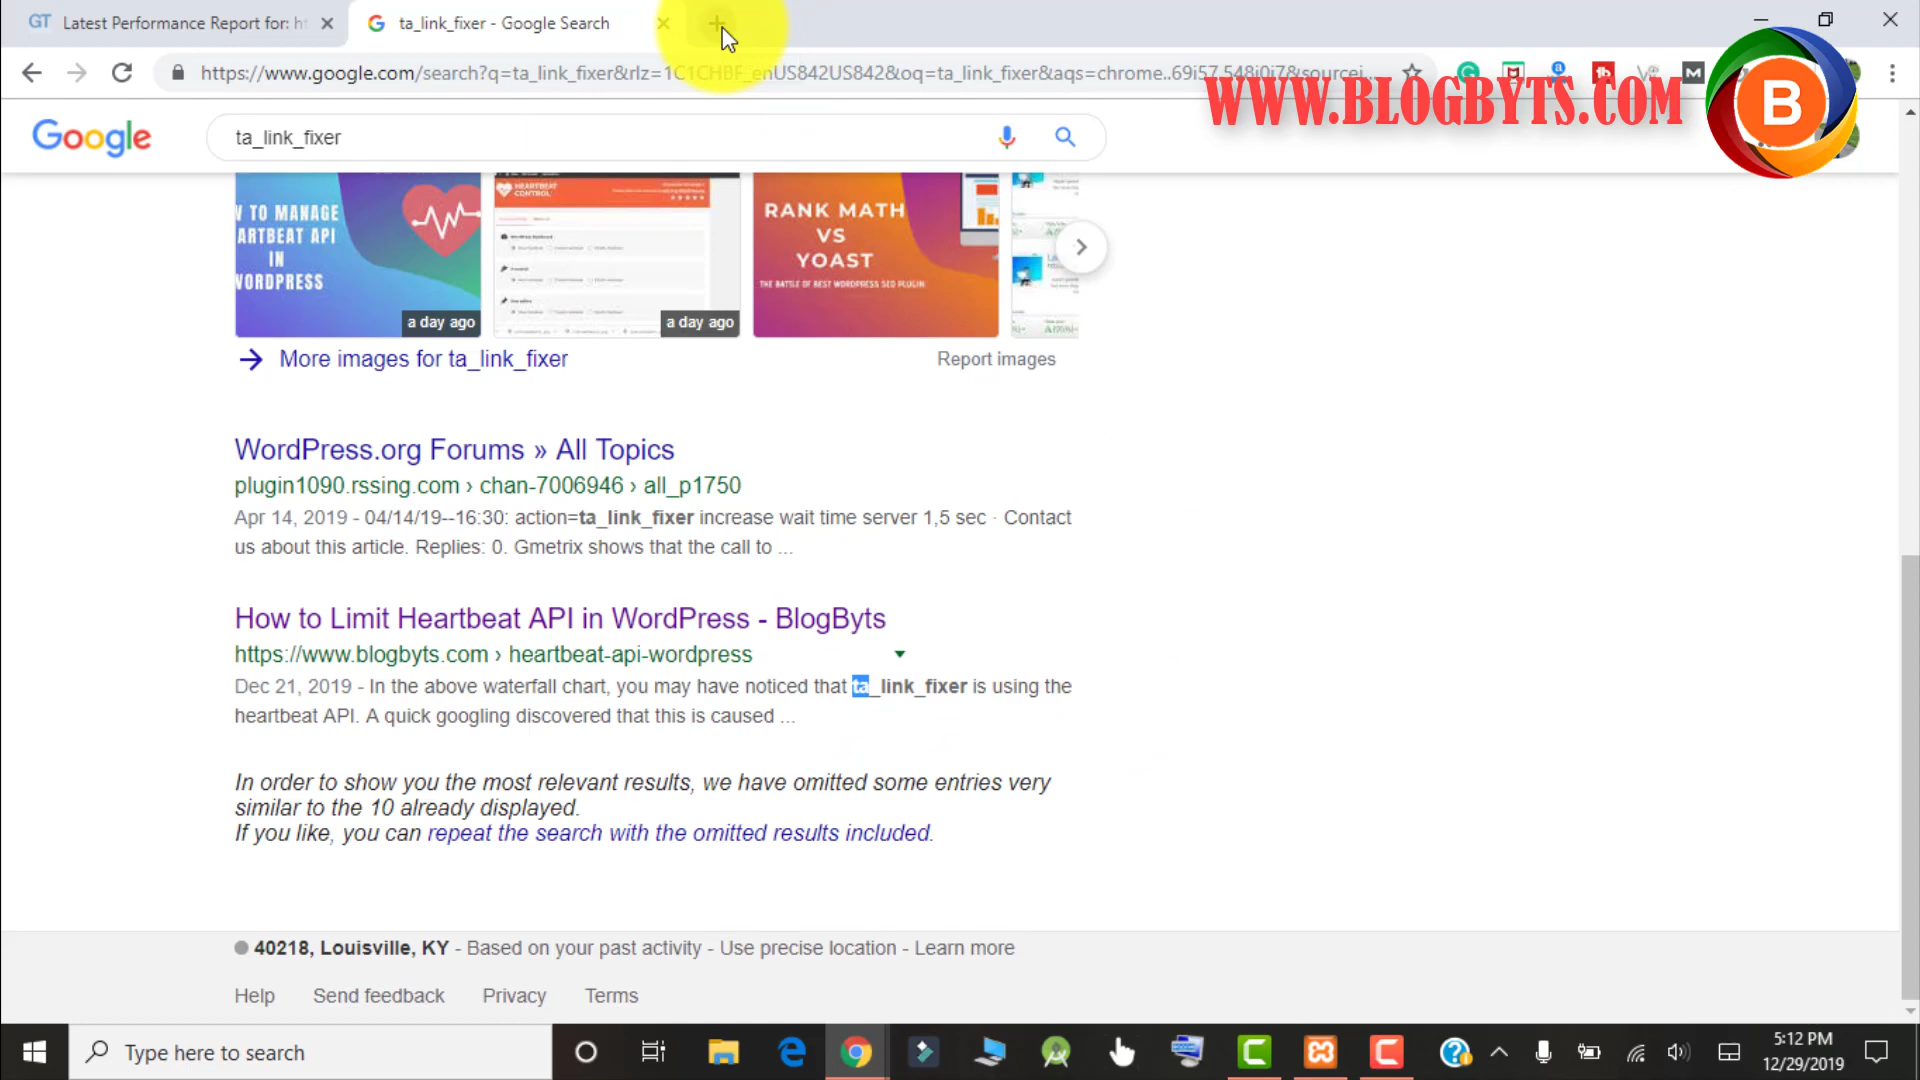 GT Latest Performance Report for: h
ta_link_fixer - Google Search
https://www.google.com/search?q=ta_link_fixer&rlz=1C1CHBF_enUS842US842&oq=ta_link_fixer&aqs=chrome..69i57.548j0j7&sourcei...
WWW.BLOGBYTS.COM
B
Google
ta_link_fixer
W TO MANAGE
ARTBEAT API
IN
WORDPRESS
a day ago
HEARTBEAT
CONTROL
a day ago
RANK MATH
VS
YOAST
THE BATTLE OF BEST WORDPRESS SEO PLUGIN
More images for ta_link_fixer
Report images
WordPress.org Forums » All Topics
plugin1090.rssing.com › chan-7006946 › all_p1750
Apr 14, 2019 - 04/14/19--16:30: action=ta_link_fixer increase wait time server 1,5 sec · Contact
us about this article. Replies: 0. Gmetrix shows that the call to ...
How to Limit Heartbeat API in WordPress - BlogByts
https://www.blogbyts.com › heartbeat-api-wordpress
Dec 21, 2019 - In the above waterfall chart, you may have noticed that ta_link_fixer is using the
heartbeat API. A quick googling discovered that this is caused ...
In order to show you the most relevant results, we have omitted some entries very
similar to the 10 already displayed.
If you like, you can repeat the search with the omitted results included.
40218, Louisville, KY - Based on your past activity - Use precise location - Learn more
Help Send feedback Privacy Terms
Type here to search
5:12 PM
12/29/2019